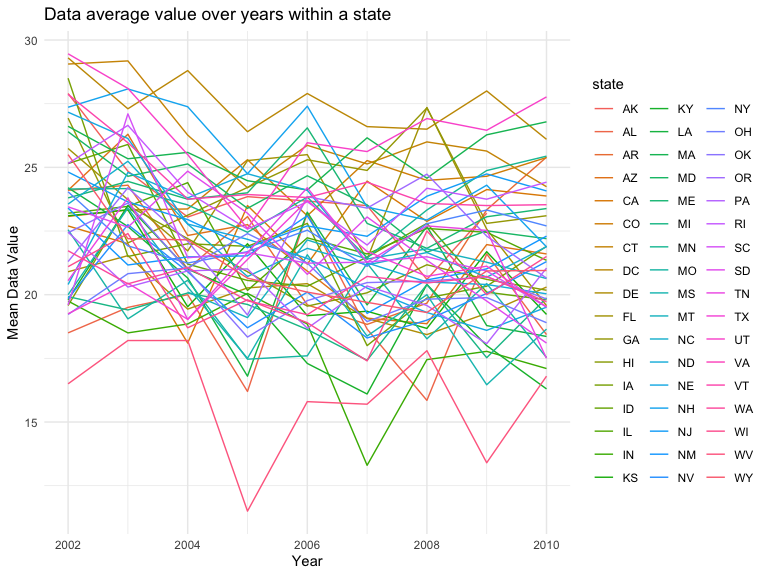 Data average value over years within a state
30
25
20
15
Mean Data Value
2002
2004
2006
2008
2010
Year
state
AK KY NY
AL LA OH
AR MA OK
AZ MD OR
CA ME PA
CO MI RI
CT MN SC
DC MO SD
DE MS TN
FL MT TX
GA NC UT
HI ND VA
IA NE VT
ID NH WA
IL NJ WI
IN NM WV
KS NV WY